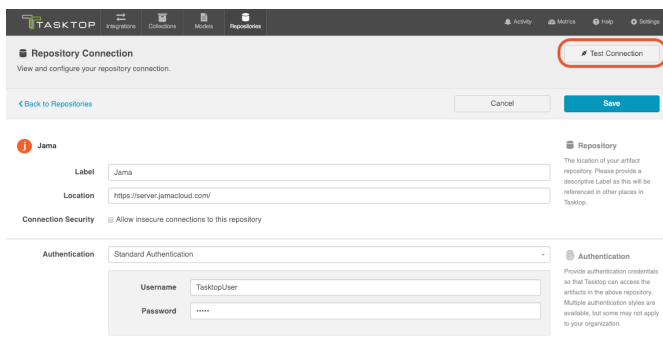 TASKTOP
Integrations
Collections
Models
Repositories
Activity
Metrics
Help
Settings
Repository Connection
View and configure your repository connection.
Test Connection
Back to Repositories
Cancel
Save
j Jama
Label
Jama
Location
https://server.jamacloud.com/
Connection Security
Allow insecure connections to this repository
Repository
The location of your artifact
repository. Please provide a
descriptive Label as this will be
referenced in other places in
Tasktop.
Authentication
Standard Authentication
Username
TasktopUser
Password
•••••
Authentication
Provide authentication credentials
so that Tasktop can access the
artifacts in the above repository.
Multiple authentication styles are
available, but some may not apply
to your organization.